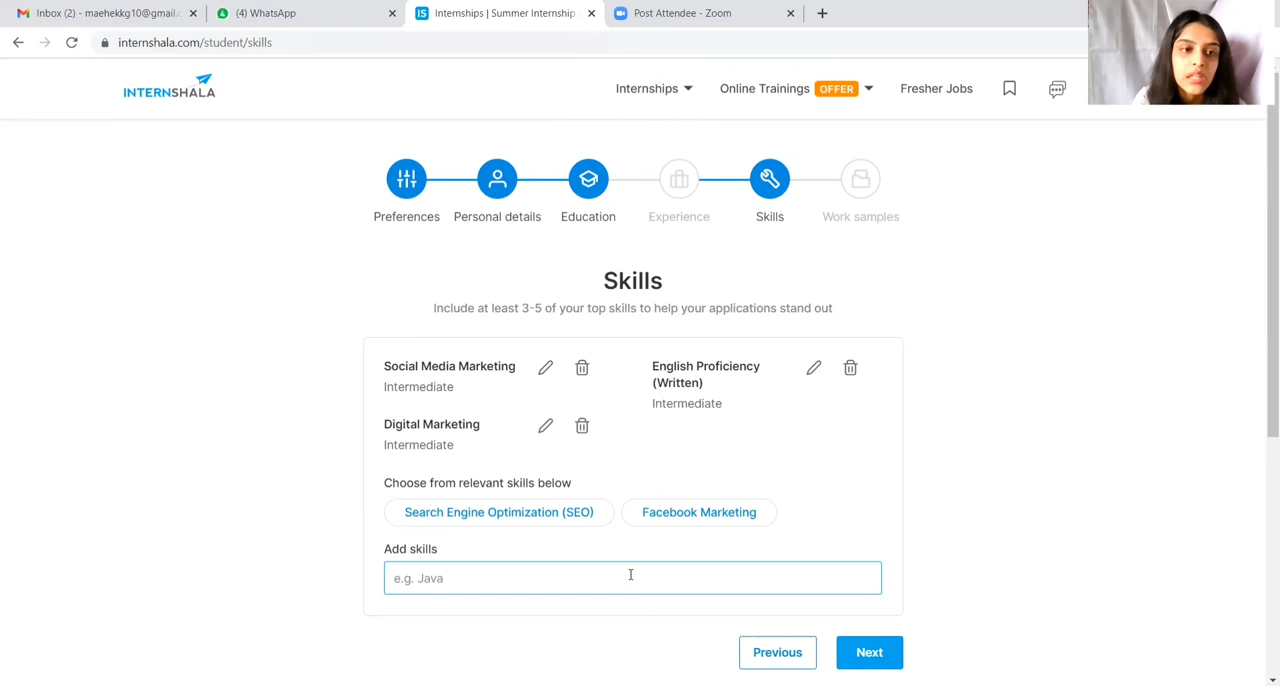 Inbox (2) - maehekkg10@gmail.c
(4) WhatsApp
Internships | Summer Internship
Post Attendee - Zoom
internshala.com/student/skills
INTERNSHALA
Internships
Online Trainings OFFER
Fresher Jobs
Preferences
Personal details
Education
Experience
Skills
Work samples
Skills
Include at least 3-5 of your top skills to help your applications stand out
Social Media Marketing
Intermediate
English Proficiency
(Written)
Intermediate
Digital Marketing
Intermediate
Choose from relevant skills below
Search Engine Optimization (SEO)
Facebook Marketing
Add skills
e.g. Java
Previous
Next